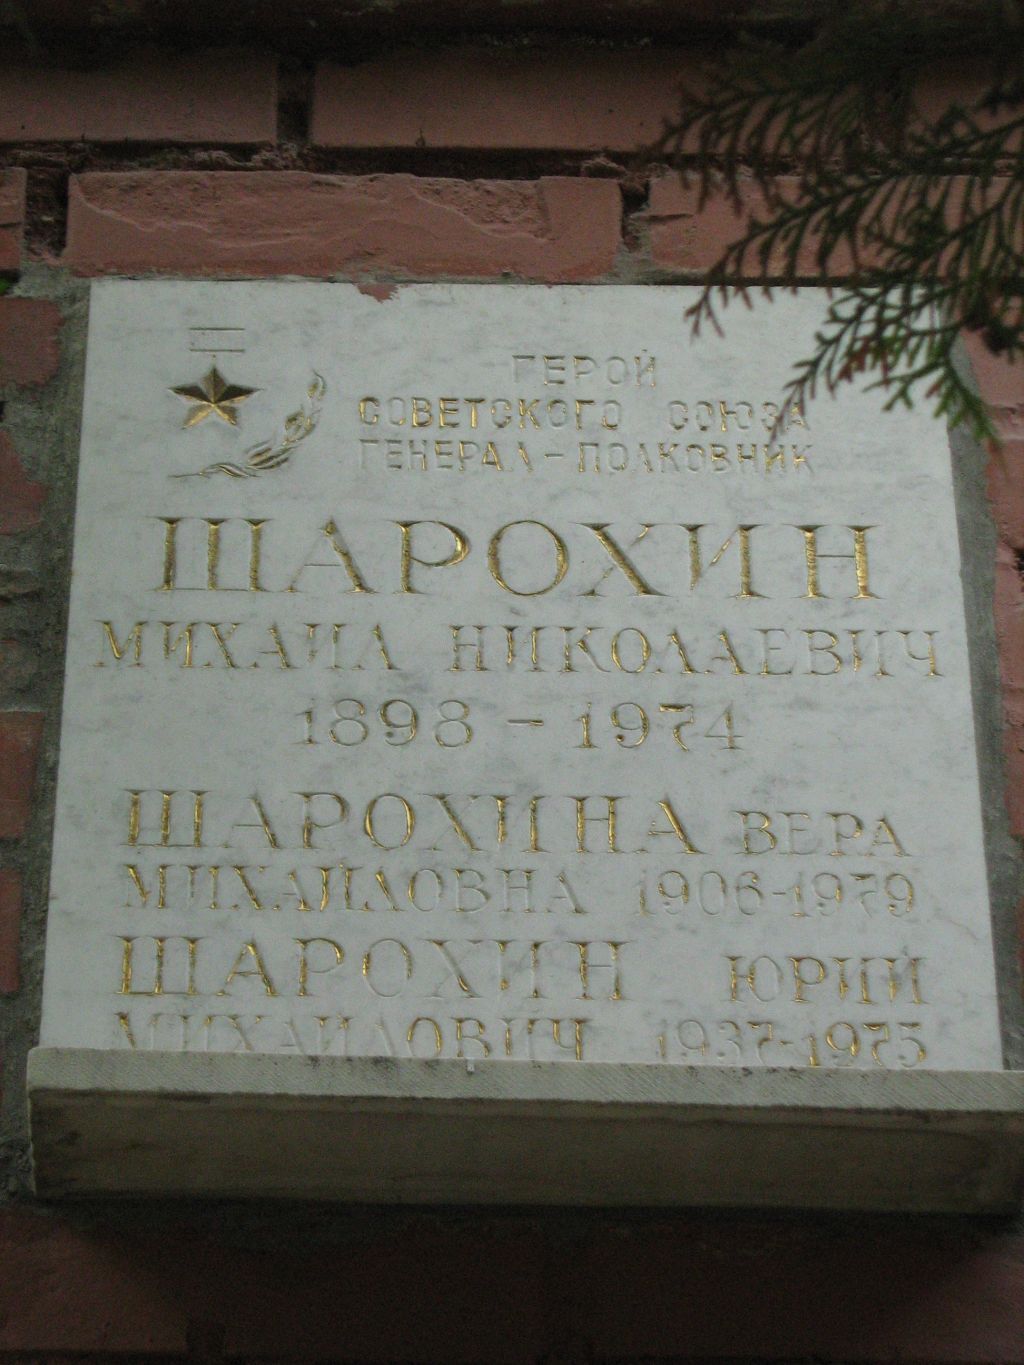 ГЕРОЙ
СОВЕТСКОГО СОЮЗА
ГЕНЕРАЛ-ПОЛКОВНИК
ШАРОХИН
МИХАИЛ НИКОЛАЕВИЧ
1898 – 1974
ШАРОХИНА ВЕРА
МИХАЙЛОВНА 1906-1979
ШАРОХИН ЮРИЙ
МИХАИЛОВИЧ 1937-1975